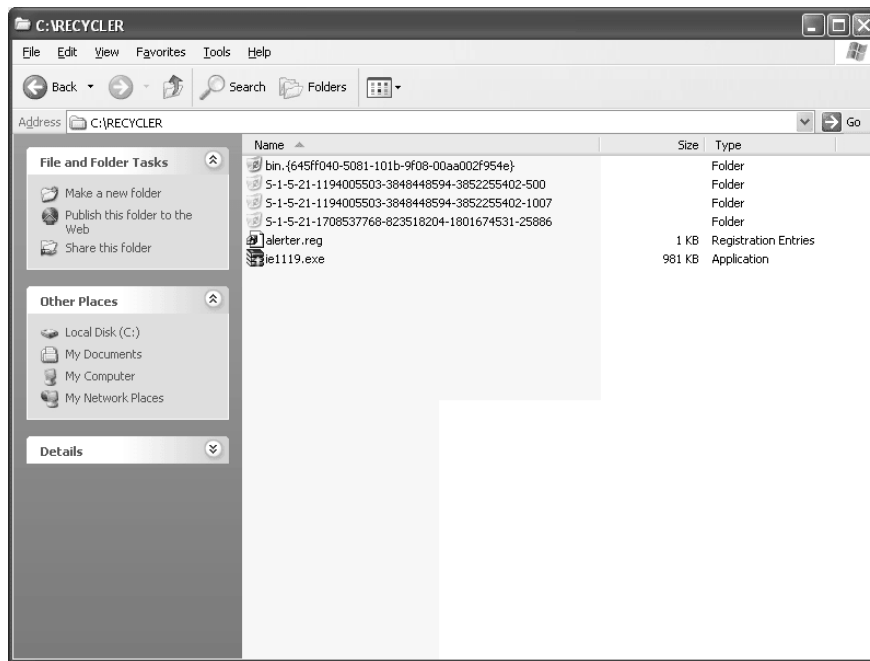 C:\RECYCLER
File Edit View Favorites Tools Help
Back Search Folders
Address C:\RECYCLER Go
File and Folder Tasks
Make a new folder
Publish this folder to the
Web
Share this folder
Other Places
Local Disk (C:)
My Documents
My Computer
My Network Places
Details
Name Size Type
bin.{645ff040-5081-101b-9f08-00aa002f954e} Folder
S-1-5-21-1194005503-3848448594-3852255402-500 Folder
S-1-5-21-1194005503-3848448594-3852255402-1007 Folder
S-1-5-21-1708537768-823518204-1801674531-25886 Folder
alerter.reg 1 KB Registration Entries
ie1119.exe 981 KB Application